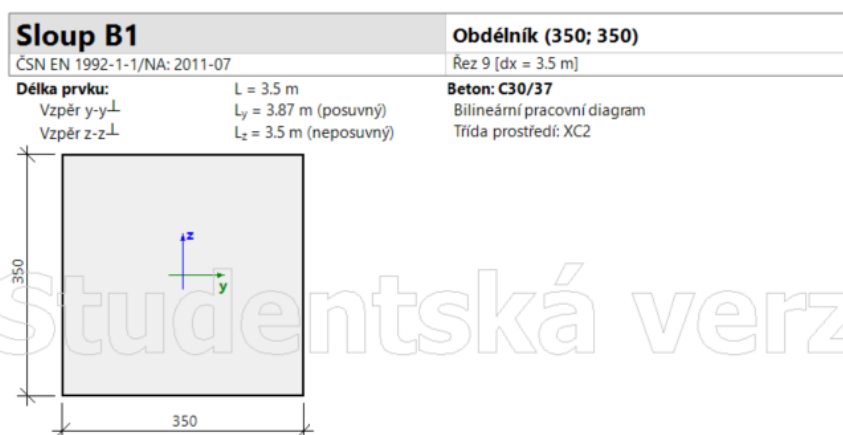 Sloup B1
Obdélník (350; 350)
ČSN EN 1992-1-1/NA: 2011-07
Řez 9 [dx = 3.5 m]
Délka prvku:
L = 3.5 m
Beton: C30/37
Vzpěr y-y⊥
Ly = 3.87 m (posuvný)
Bilineární pracovní diagram
Vzpěr z-z⊥
Lz = 3.5 m (neposuvný)
Třída prostředí: XC2
z
y
350
350
Studentská verz